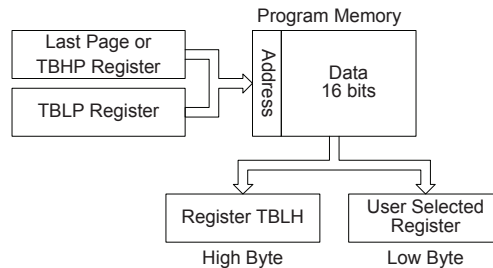 Program Memory
Last Page or
TBHP Register
TBLP Register
Address
Data
16 bits
Register TBLH
User Selected
Register
High Byte
Low Byte